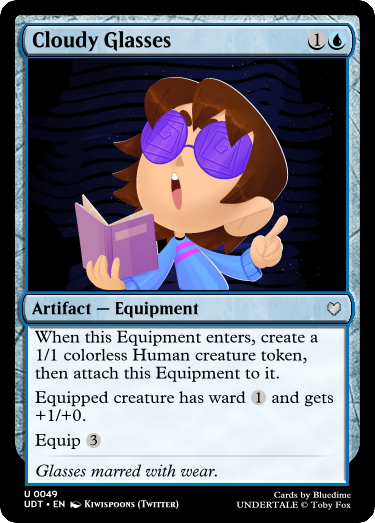 Cloudy Glasses 1
Artifact — Equipment
When this Equipment enters, create a
1/1 colorless Human creature token,
then attach this Equipment to it.
Equipped creature has ward 1 and gets
+1/+0.
Equip 3
Glasses marred with wear.
U 0049
UDT • EN Kiwispoons (Twitter)
Cards by Bluedime
UNDERTALE © Toby Fox